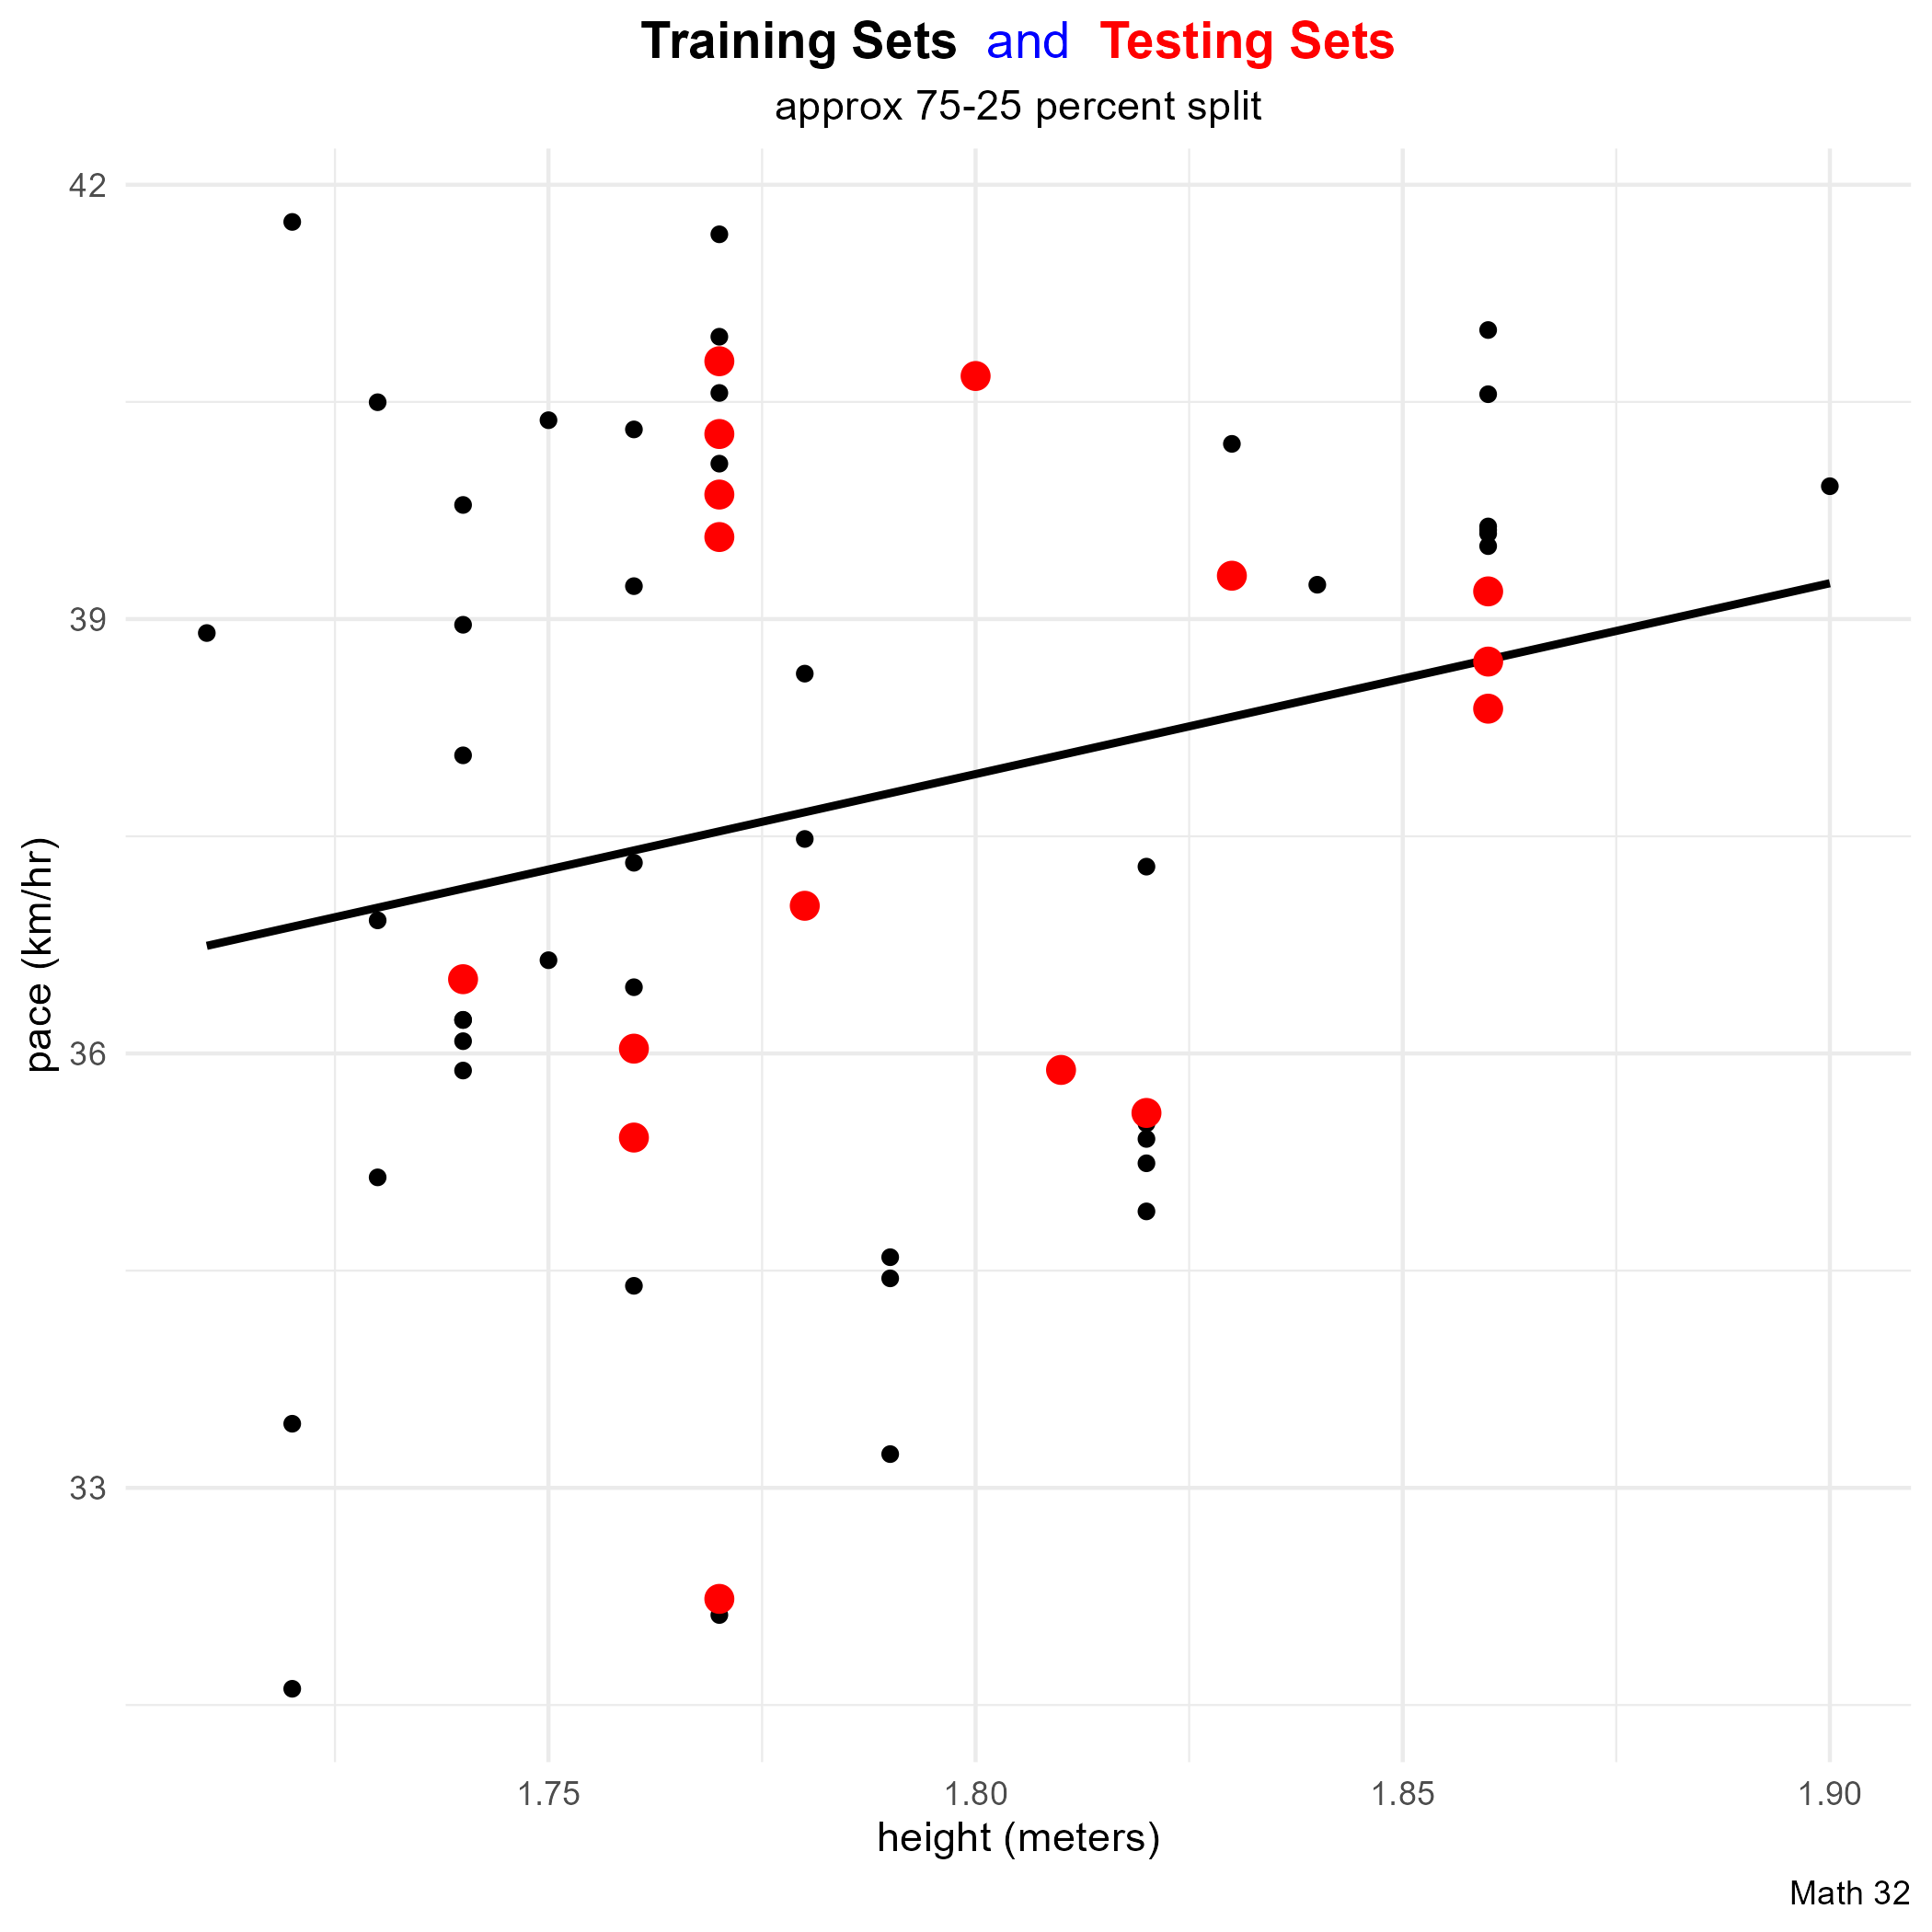 Training Sets and Testing Sets
approx 75-25 percent split
42
39
36
33
pace (km/hr)
1.75 1.80 1.85 1.90
height (meters)
Math 32